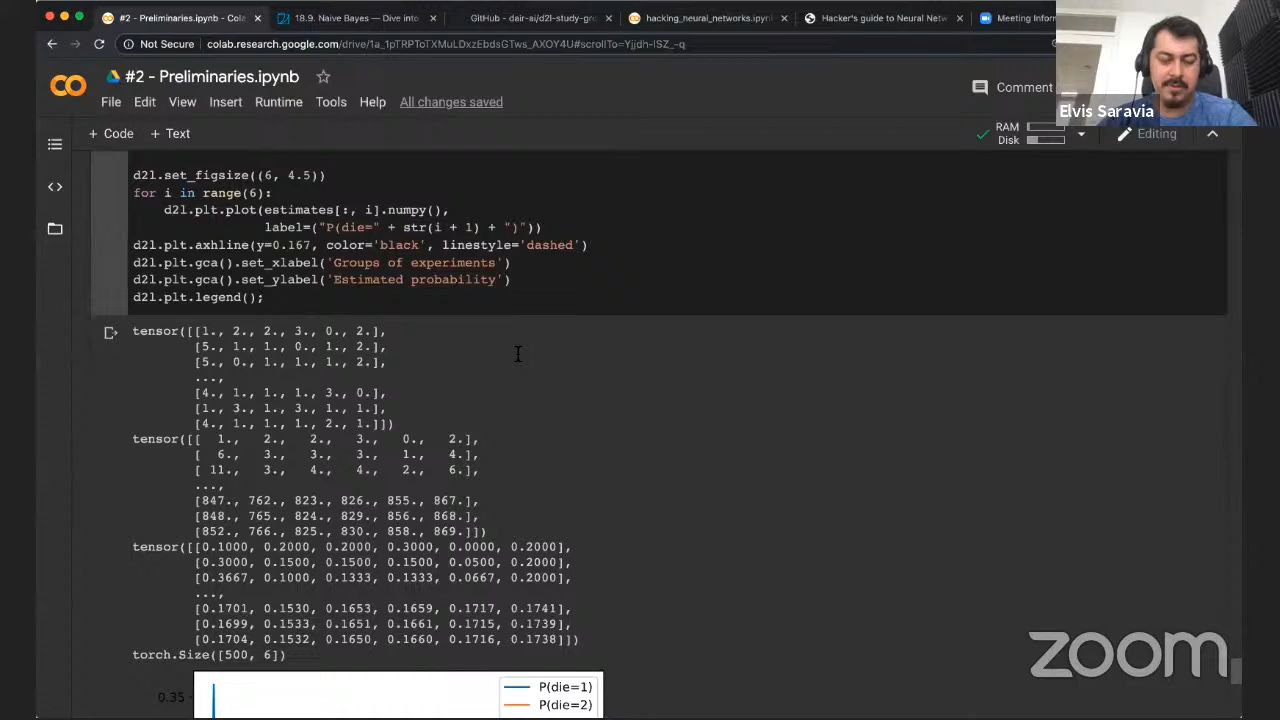 #2 - Preliminaries.ipynb - Cola
18.9. Naive Bayes — Dive into
GitHub - dair-ai/d2l-study-gro
hacking_neural_networks.ipynb
Hacker's guide to Neural Netw
Meeting Inform
Not Secure
colab.research.google.com/drive/1a_1pTRPToTXMuLDxzEbdsGTws_AXOY4U#scrollTo=Yjjdh-lSZ_-q
#2 - Preliminaries.ipynb
Comment
File Edit View Insert Runtime Tools Help All changes saved
Elvis Saravia
+ Code + Text
RAM
Disk
Editing
d2l.set_figsize((6, 4.5))
for i in range(6):
d2l.plt.plot(estimates[:, i].numpy(),
label=("P(die=" + str(i + 1) + ")"))
d2l.plt.axhline(y=0.167, color='black', linestyle='dashed')
d2l.plt.gca().set_xlabel('Groups of experiments')
d2l.plt.gca().set_ylabel('Estimated probability')
d2l.plt.legend();
tensor([[1., 2., 2., 3., 0., 2.],
[5., 1., 1., 0., 1., 2.],
[5., 0., 1., 1., 1., 2.],
...,
[4., 1., 1., 1., 3., 0.],
[1., 3., 1., 3., 1., 1.],
[4., 1., 1., 1., 2., 1.]])
tensor([[ 1., 2., 2., 3., 0., 2.],
[ 6., 3., 3., 3., 1., 4.],
[ 11., 3., 4., 4., 2., 6.],
...,
[847., 762., 823., 826., 855., 867.],
[848., 765., 824., 829., 856., 868.],
[852., 766., 825., 830., 858., 869.]])
tensor([[0.1000, 0.2000, 0.2000, 0.3000, 0.0000, 0.2000],
[0.3000, 0.1500, 0.1500, 0.1500, 0.0500, 0.2000],
[0.3667, 0.1000, 0.1333, 0.1333, 0.0667, 0.2000],
...,
[0.1701, 0.1530, 0.1653, 0.1659, 0.1717, 0.1741],
[0.1699, 0.1533, 0.1651, 0.1661, 0.1715, 0.1739],
[0.1704, 0.1532, 0.1650, 0.1660, 0.1716, 0.1738]])
torch.Size([500, 6])
zoom
P(die=1)
0.35
P(die=2)